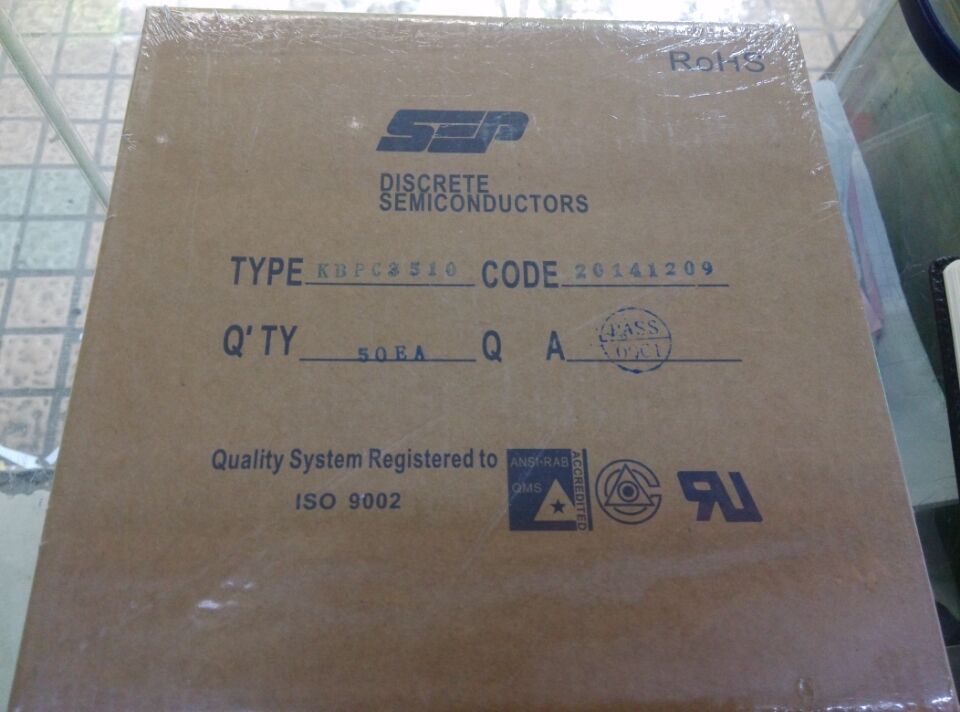 RoHS
SEP
DISCRETE
SEMICONDUCTORS
TYPE KBPC3510 CODE 20141209
Q'TY 50EA Q A PASS
Quality System Registered to
ISO 9002
ANSI-RAB
QMS
ACCREDITED